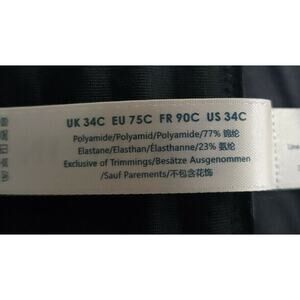 UK 34C EU 75C FR 90C US 34C
Polyamide/Polyamid/Polyamide/77% 锦纶
Elastane/Elasthan/Élasthanne/23% 氨纶
Exclusive of Trimmings/Besätze Ausgenommen
/Sauf Parements/不包含花饰